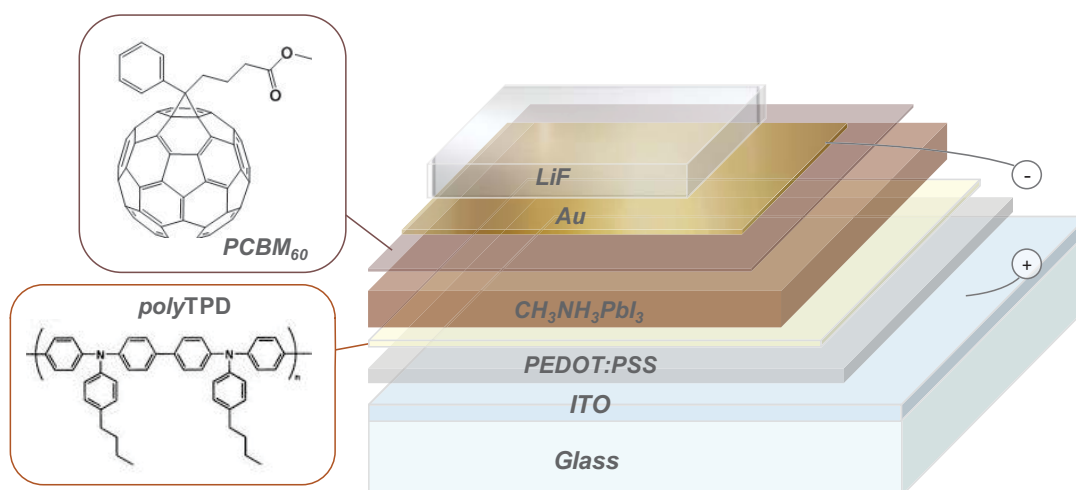 O
O
PCBM₆₀
polyTPD
N
N
n
LiF
Au
CH₃NH₃PbI₃
PEDOT:PSS
ITO
Glass
-
+